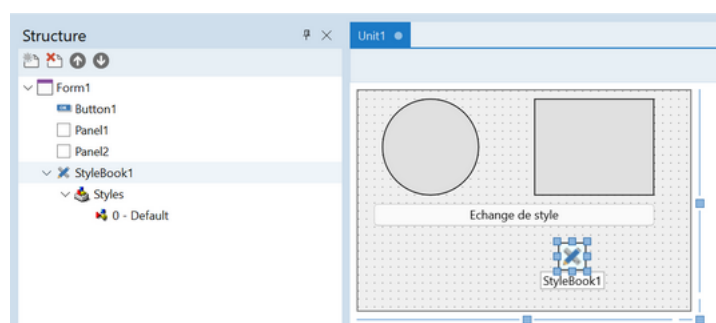 Structure
Unit1
Form1
Button1
Panel1
Panel2
StyleBook1
Styles
0 - Default
Echange de style
StyleBook1